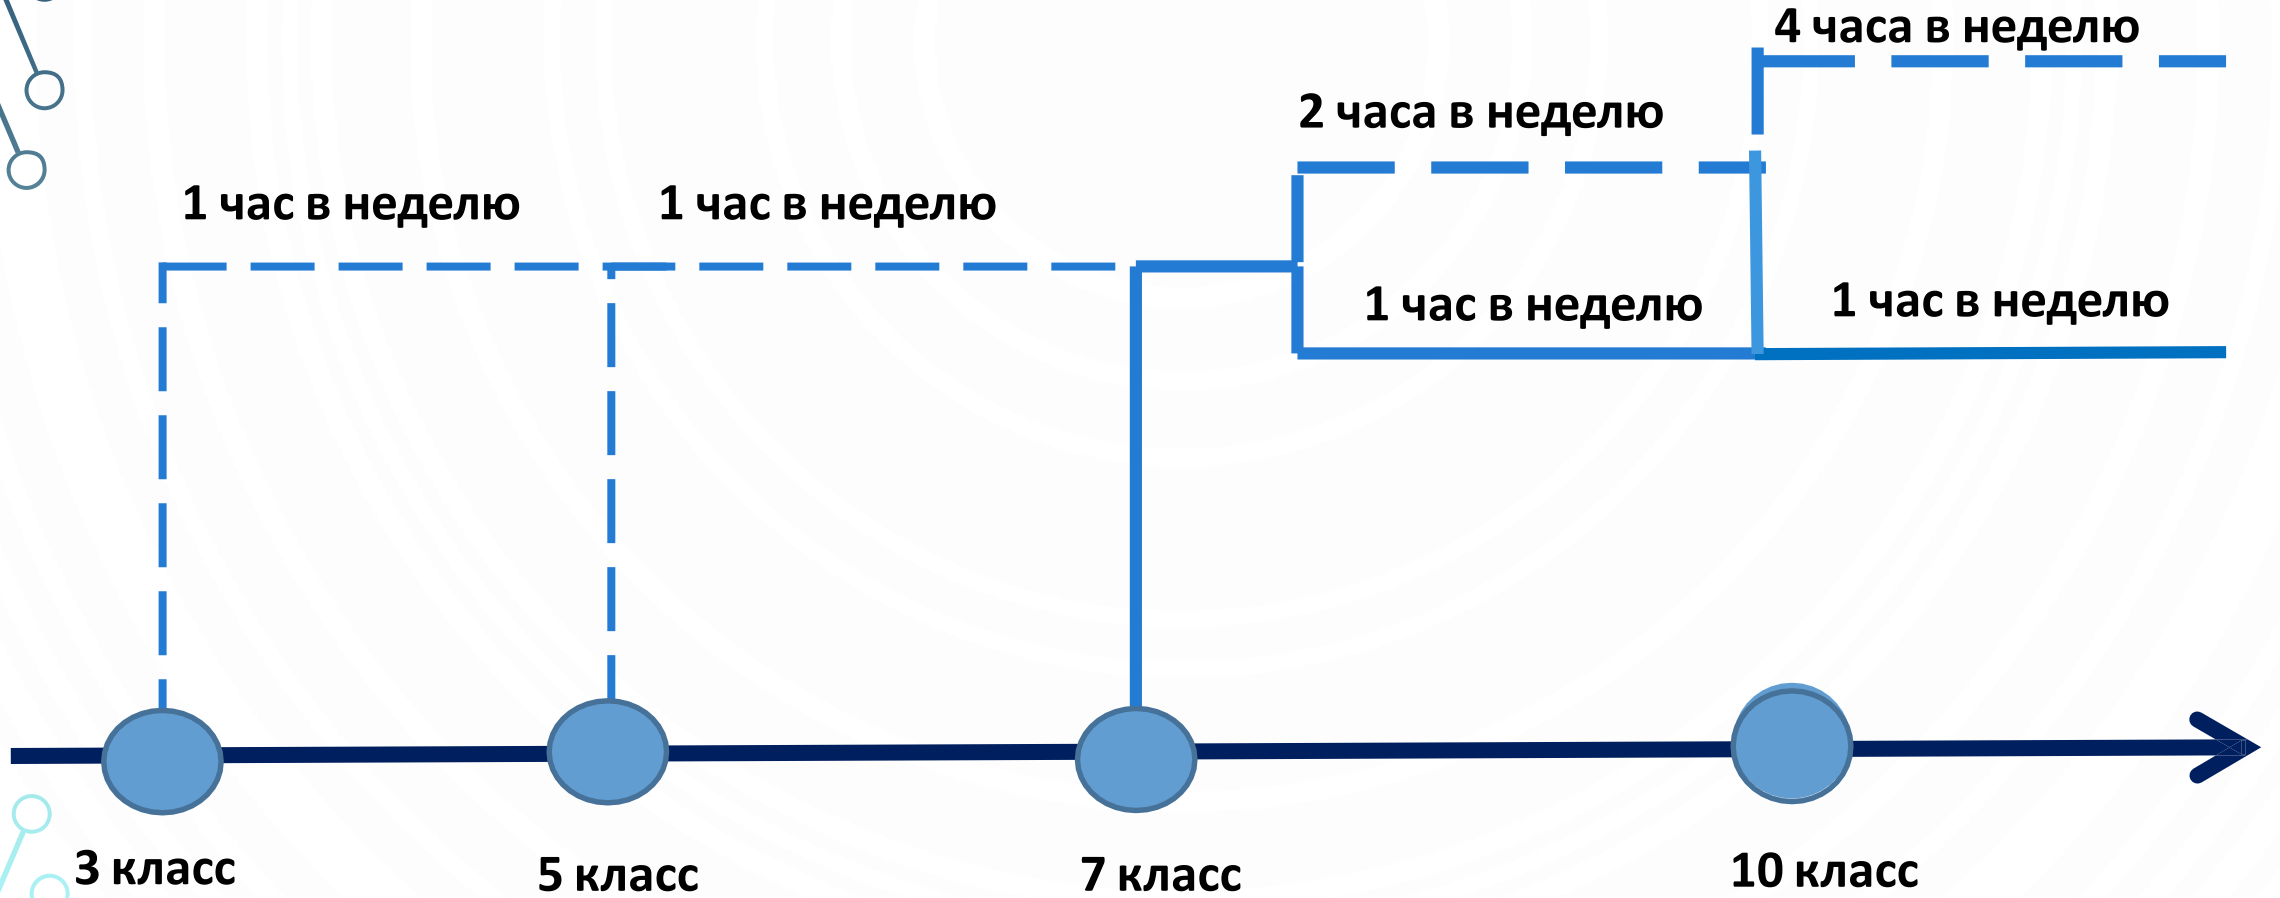 4 часа в неделю
2 часа в неделю
1 час в неделю
1 час в неделю
1 час в неделю
1 час в неделю
3 класс
5 класс
7 класс
10 класс